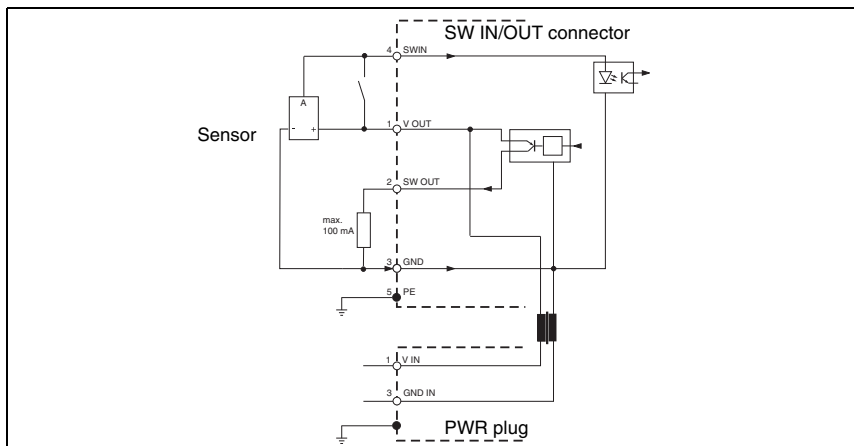 SW IN/OUT connector
4 SWIN
A
- +
Sensor
1 V OUT
2 SW OUT
max.
100 mA
3 GND
5 PE
1 V IN
3 GND IN
PWR plug